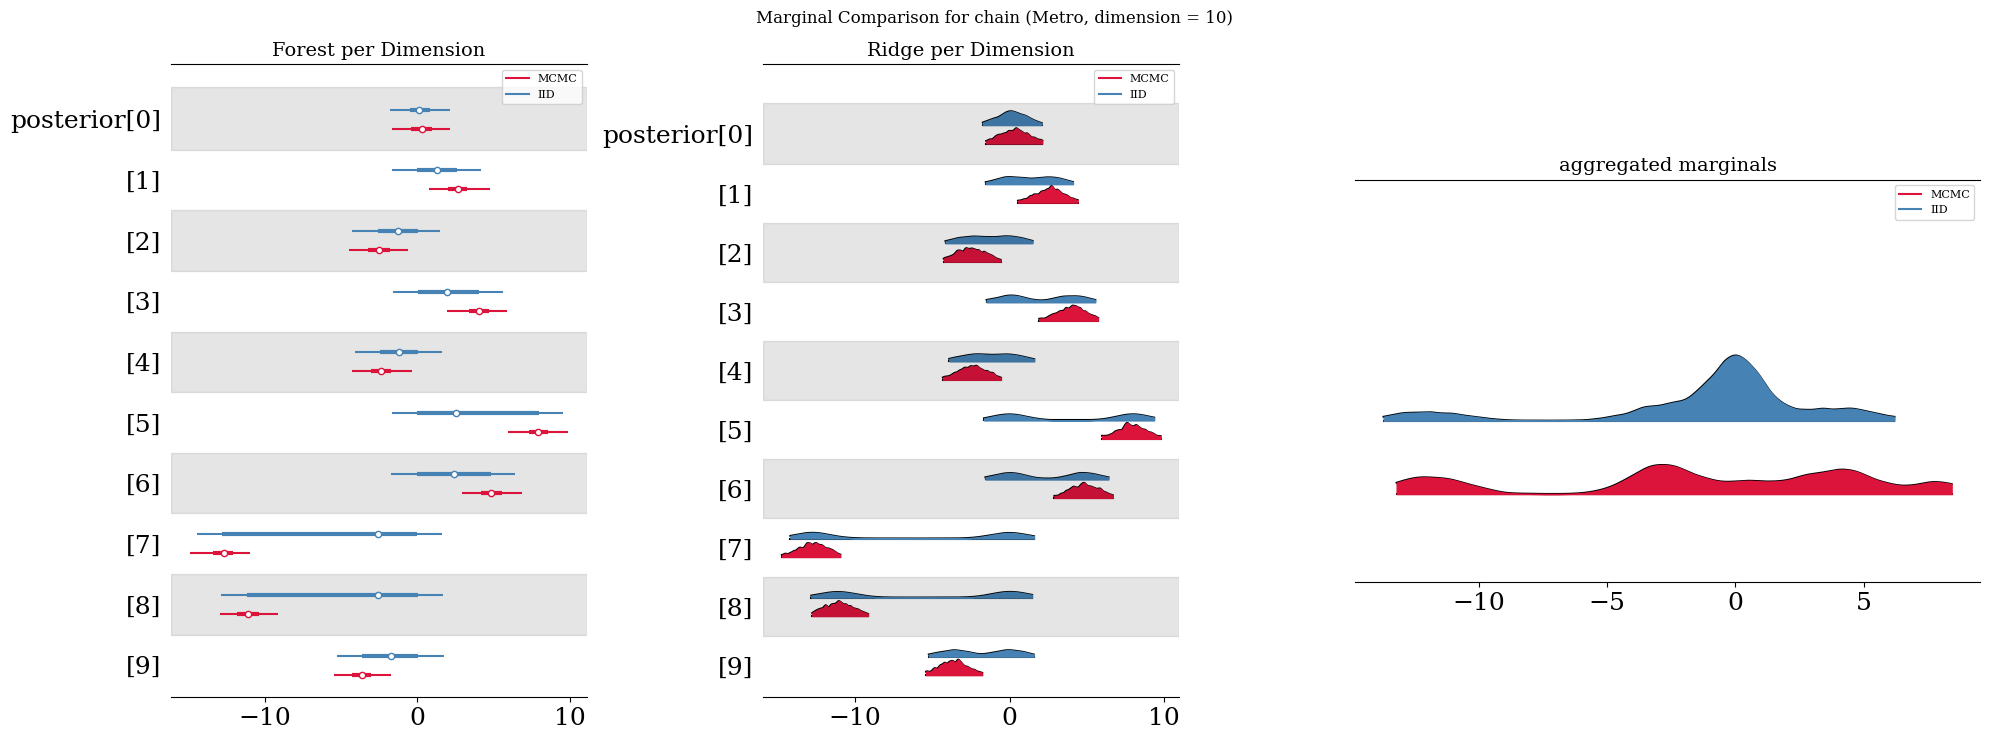 Marginal Comparison for chain (Metro, dimension = 10)
Forest per Dimension
MCMC
IID
posterior[0]
[1]
[2]
[3]
[4]
[5]
[6]
[7]
[8]
[9]
−10 0 10
Ridge per Dimension
MCMC
IID
posterior[0]
[1]
[2]
[3]
[4]
[5]
[6]
[7]
[8]
[9]
−10 0 10
aggregated marginals
MCMC
IID
−10 −5 0 5